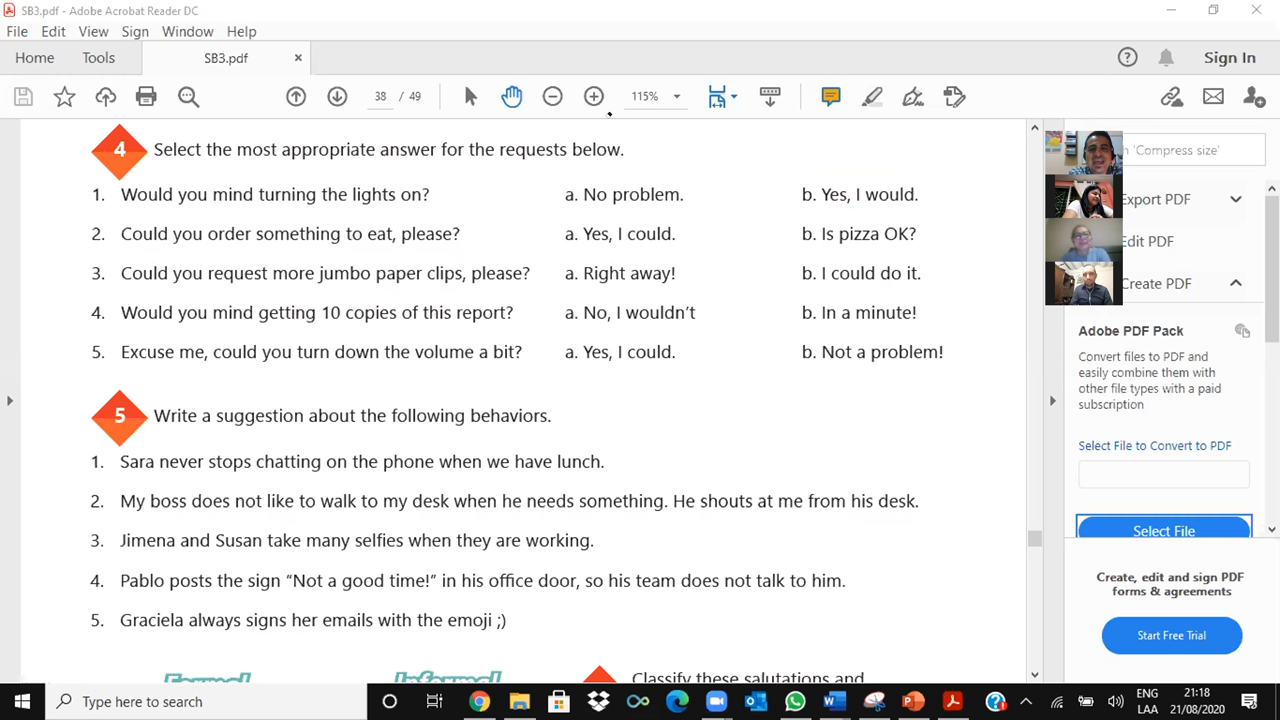 SB3.pdf - Adobe Acrobat Reader DC
File Edit View Sign Window Help
Home Tools SB3.pdf × Sign In
38 / 49 115%
4 Select the most appropriate answer for the requests below.
1. Would you mind turning the lights on? a. No problem. b. Yes, I would.
2. Could you order something to eat, please? a. Yes, I could. b. Is pizza OK?
3. Could you request more jumbo paper clips, please? a. Right away! b. I could do it.
4. Would you mind getting 10 copies of this report? a. No, I wouldn't b. In a minute!
5. Excuse me, could you turn down the volume a bit? a. Yes, I could. b. Not a problem!
5 Write a suggestion about the following behaviors.
1. Sara never stops chatting on the phone when we have lunch.
2. My boss does not like to walk to my desk when he needs something. He shouts at me from his desk.
3. Jimena and Susan take many selfies when they are working.
4. Pablo posts the sign “Not a good time!” in his office door, so his team does not talk to him.
5. Graciela always signs her emails with the emoji ;)
Formal Informal Classify these salutations and
'Compress size'
Export PDF
Edit PDF
Create PDF
Adobe PDF Pack
Convert files to PDF and
easily combine them with
other file types with a paid
subscription
Select File to Convert to PDF
Select File
Create, edit and sign PDF
forms & agreements
Start Free Trial
Type here to search
ENG
LAA
21:18
21/08/2020